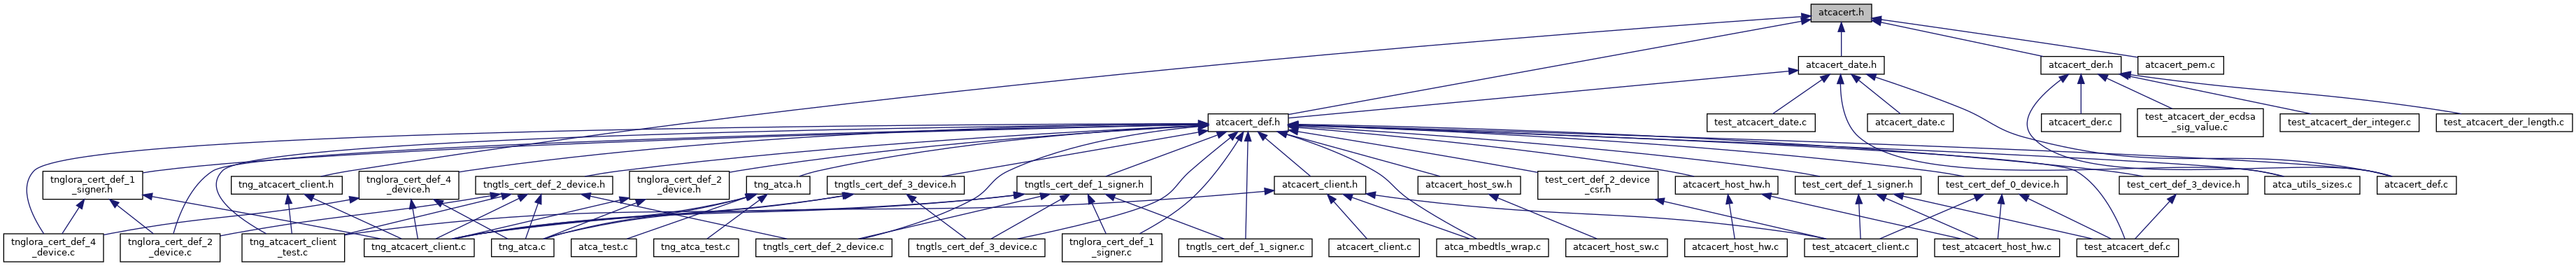 atcacert.h
atcacert_date.h
atcacert_der.h
atcacert_pem.c
atcacert_def.h
test_atcacert_date.c
atcacert_date.c
atcacert_der.c
test_atcacert_der_ecdsa
_sig_value.c
test_atcacert_der_integer.c
test_atcacert_der_length.c
tnglora_cert_def_1
_signer.h
tng_atcacert_client.h
tnglora_cert_def_4
_device.h
tngtls_cert_def_2_device.h
tnglora_cert_def_2
_device.h
tng_atca.h
tngtls_cert_def_3_device.h
tngtls_cert_def_1_signer.h
atcacert_client.h
atcacert_host_sw.h
test_cert_def_2_device
_csr.h
atcacert_host_hw.h
test_cert_def_1_signer.h
test_cert_def_0_device.h
test_cert_def_3_device.h
atca_utils_sizes.c
atcacert_def.c
tnglora_cert_def_4
_device.c
tnglora_cert_def_2
_device.c
tng_atcacert_client
_test.c
tng_atcacert_client.c
tng_atca.c
atca_test.c
tng_atca_test.c
tngtls_cert_def_2_device.c
tngtls_cert_def_3_device.c
tnglora_cert_def_1
_signer.c
tngtls_cert_def_1_signer.c
atcacert_client.c
atca_mbedtls_wrap.c
atcacert_host_sw.c
atcacert_host_hw.c
test_atcacert_client.c
test_atcacert_host_hw.c
test_atcacert_def.c